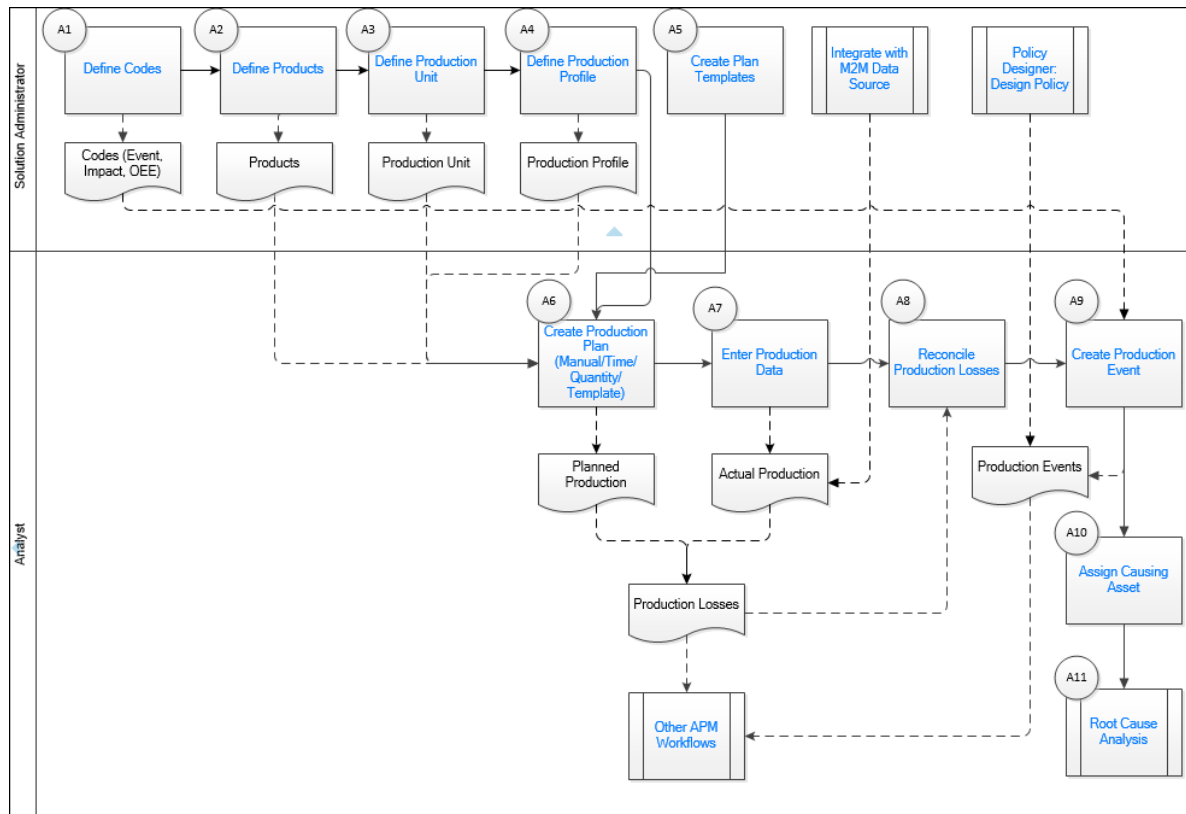 Solution Administrator
A1
Define Codes
A2
Define Products
A3
Define Production
Unit
A4
Define Production
Profile
A5
Create Plan
Templates
Integrate with
M2M Data
Source
Policy
Designer:
Design Policy
Codes (Event,
Impact, OEE)
Products
Production Unit
Production Profile
Analyst
A6
Create Production
Plan
(Manual/Time/
Quantity/
Template)
A7
Enter Production
Data
A8
Reconcile
Production Losses
A9
Create Production
Event
Planned
Production
Actual Production
Production Events
A10
Assign Causing
Asset
Production Losses
A11
Root Cause
Analysis
Other APM
Workflows